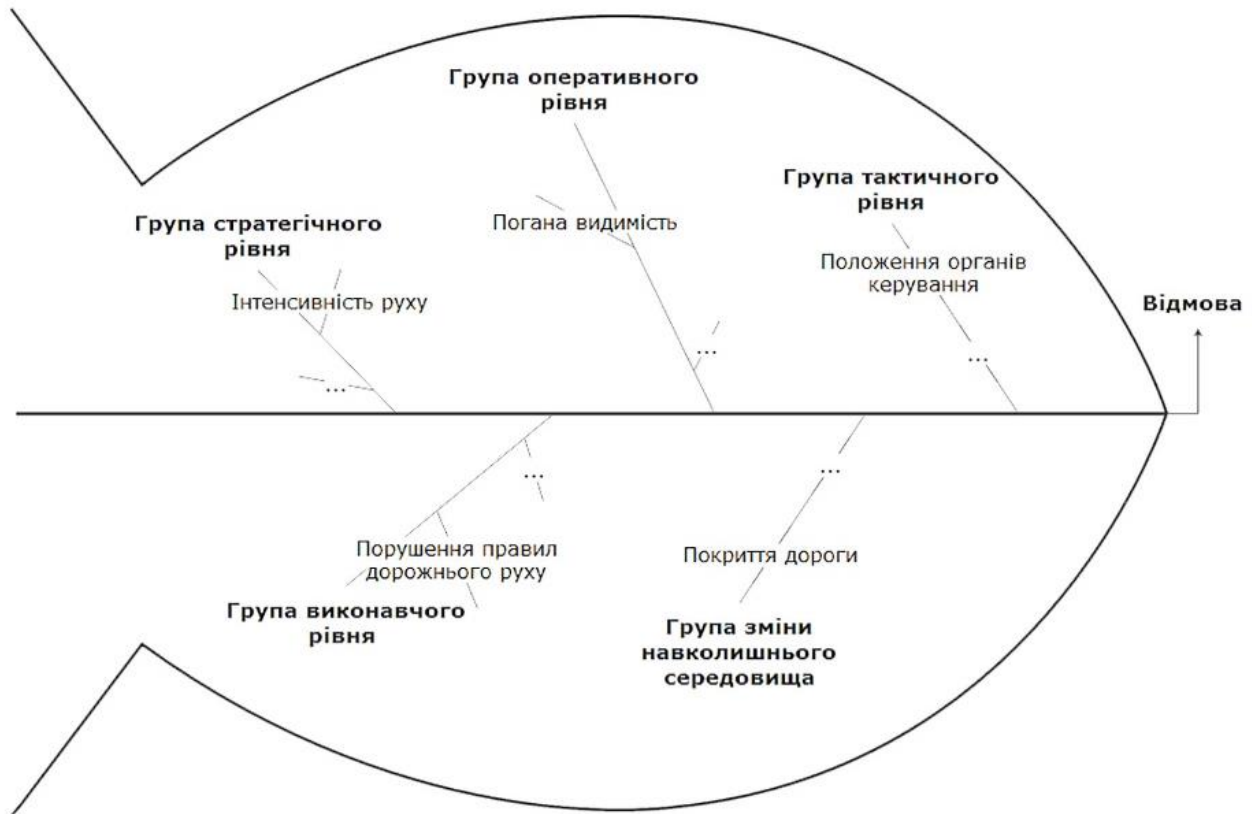 Група оперативного
рівня
Група тактичного
рівня
Група стратегічного
рівня
Погана видимість
Положення органів
керування
Інтенсивність руху
Відмова
...
...
...
...
...
Порушення правил
дорожнього руху
Покриття дороги
Група виконавчого
рівня
Група зміни
навколишнього
середовища